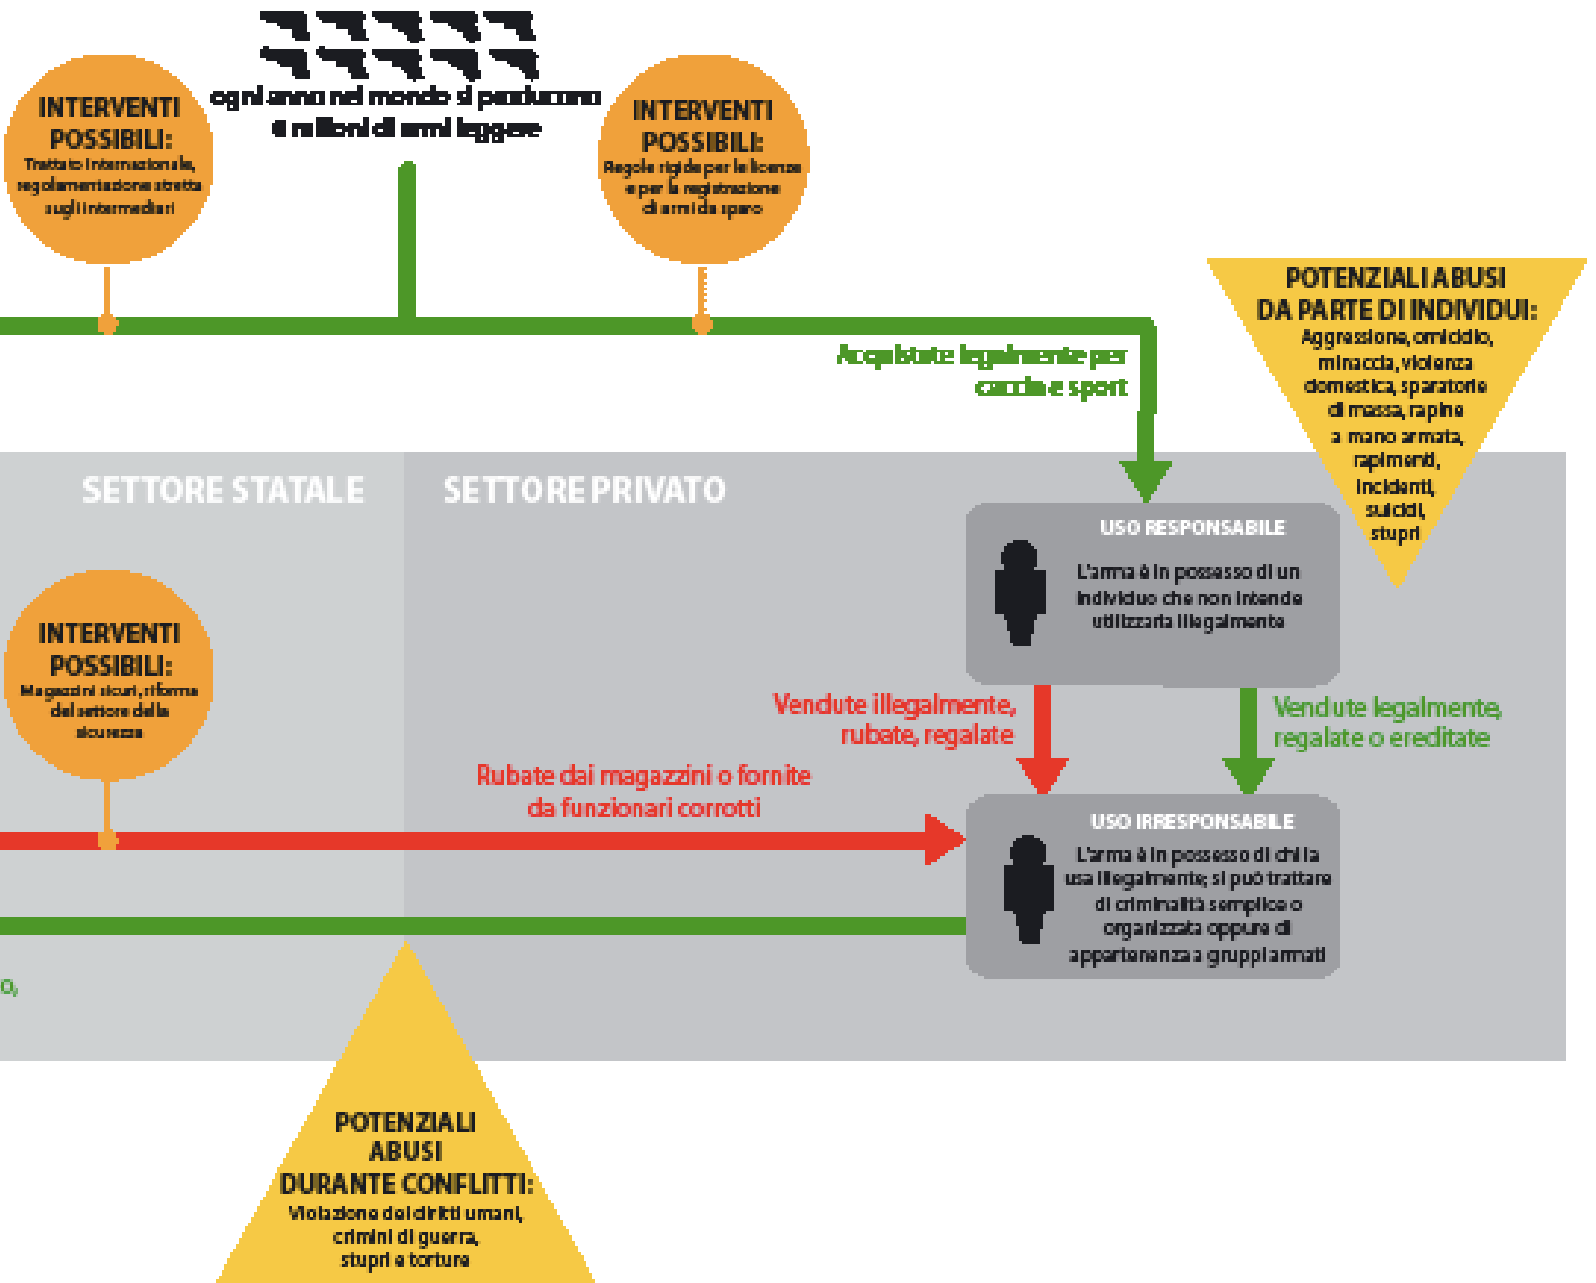 ogni anno nel mondo si producono
milioni di armi leggere
INTERVENTI
POSSIBILI:
Trattato internazionale,
regolamentazione stretta
sugli intermediari
INTERVENTI
POSSIBILI:
Regole rigide per le licenze
e per la registrazione
di armi da sparo
POTENZIALI ABUSI
DA PARTE DI INDIVIDUI:
Aggressione, omicidio,
minaccia, violenza
domestica, sparatorie
di massa, rapine
a mano armata,
rapimenti,
incidenti,
suicidi,
stupri
Acquistate legalmente per
caccia e sport
SETTORE STATALE
SETTORE PRIVATO
USO RESPONSABILE
L'arma è in possesso di un
individuo che non intende
utilizzarla illegalmente
INTERVENTI
POSSIBILI:
Magazzini sicuri, riforma
del settore della
sicurezza
Vendute illegalmente,
rubate, regalate
Vendute legalmente,
regalate o ereditate
Rubate dai magazzini o fornite
da funzionari corrotti
USO IRRESPONSABILE
L'arma è in possesso di chi la
usa illegalmente; si può trattare
di criminalità semplice o
organizzata oppure di
appartenenza a gruppi armati
o,
POTENZIALI
ABUSI
DURANTE CONFLITTI:
Violazione dei diritti umani,
crimini di guerra,
stupri e torture